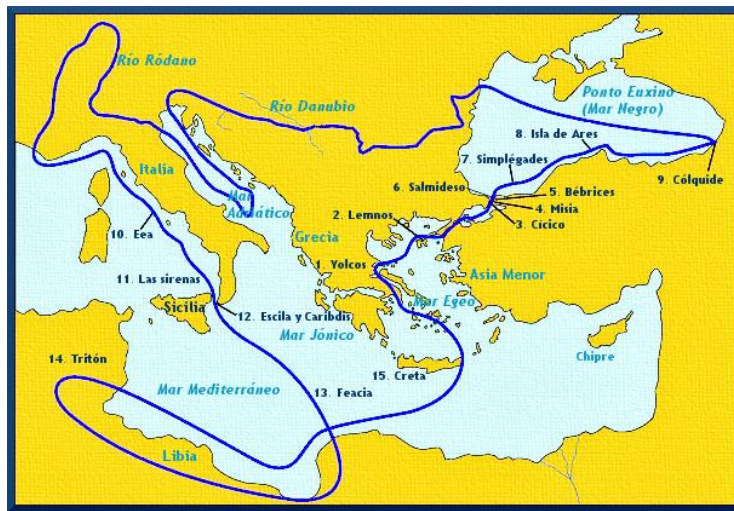 Río Ródano
Ponto Euxino
(Mar Negro)
Río Danubio
8. Isla de Ares
7. Simplégades
Italia
9. Cólquide
6. Salmideso
5. Bébrices
Mar
Adriático
2. Lemnos
4. Misia
3. Cícico
10. Eea
Grecia
1. Yolcos
Asia Menor
11. Las sirenas
Mar Egeo
Sicilia
12. Escila y Caribdis
Mar Jónico
14. Tritón
Chipre
15. Creta
Mar Mediterráneo
13. Feacia
Libia